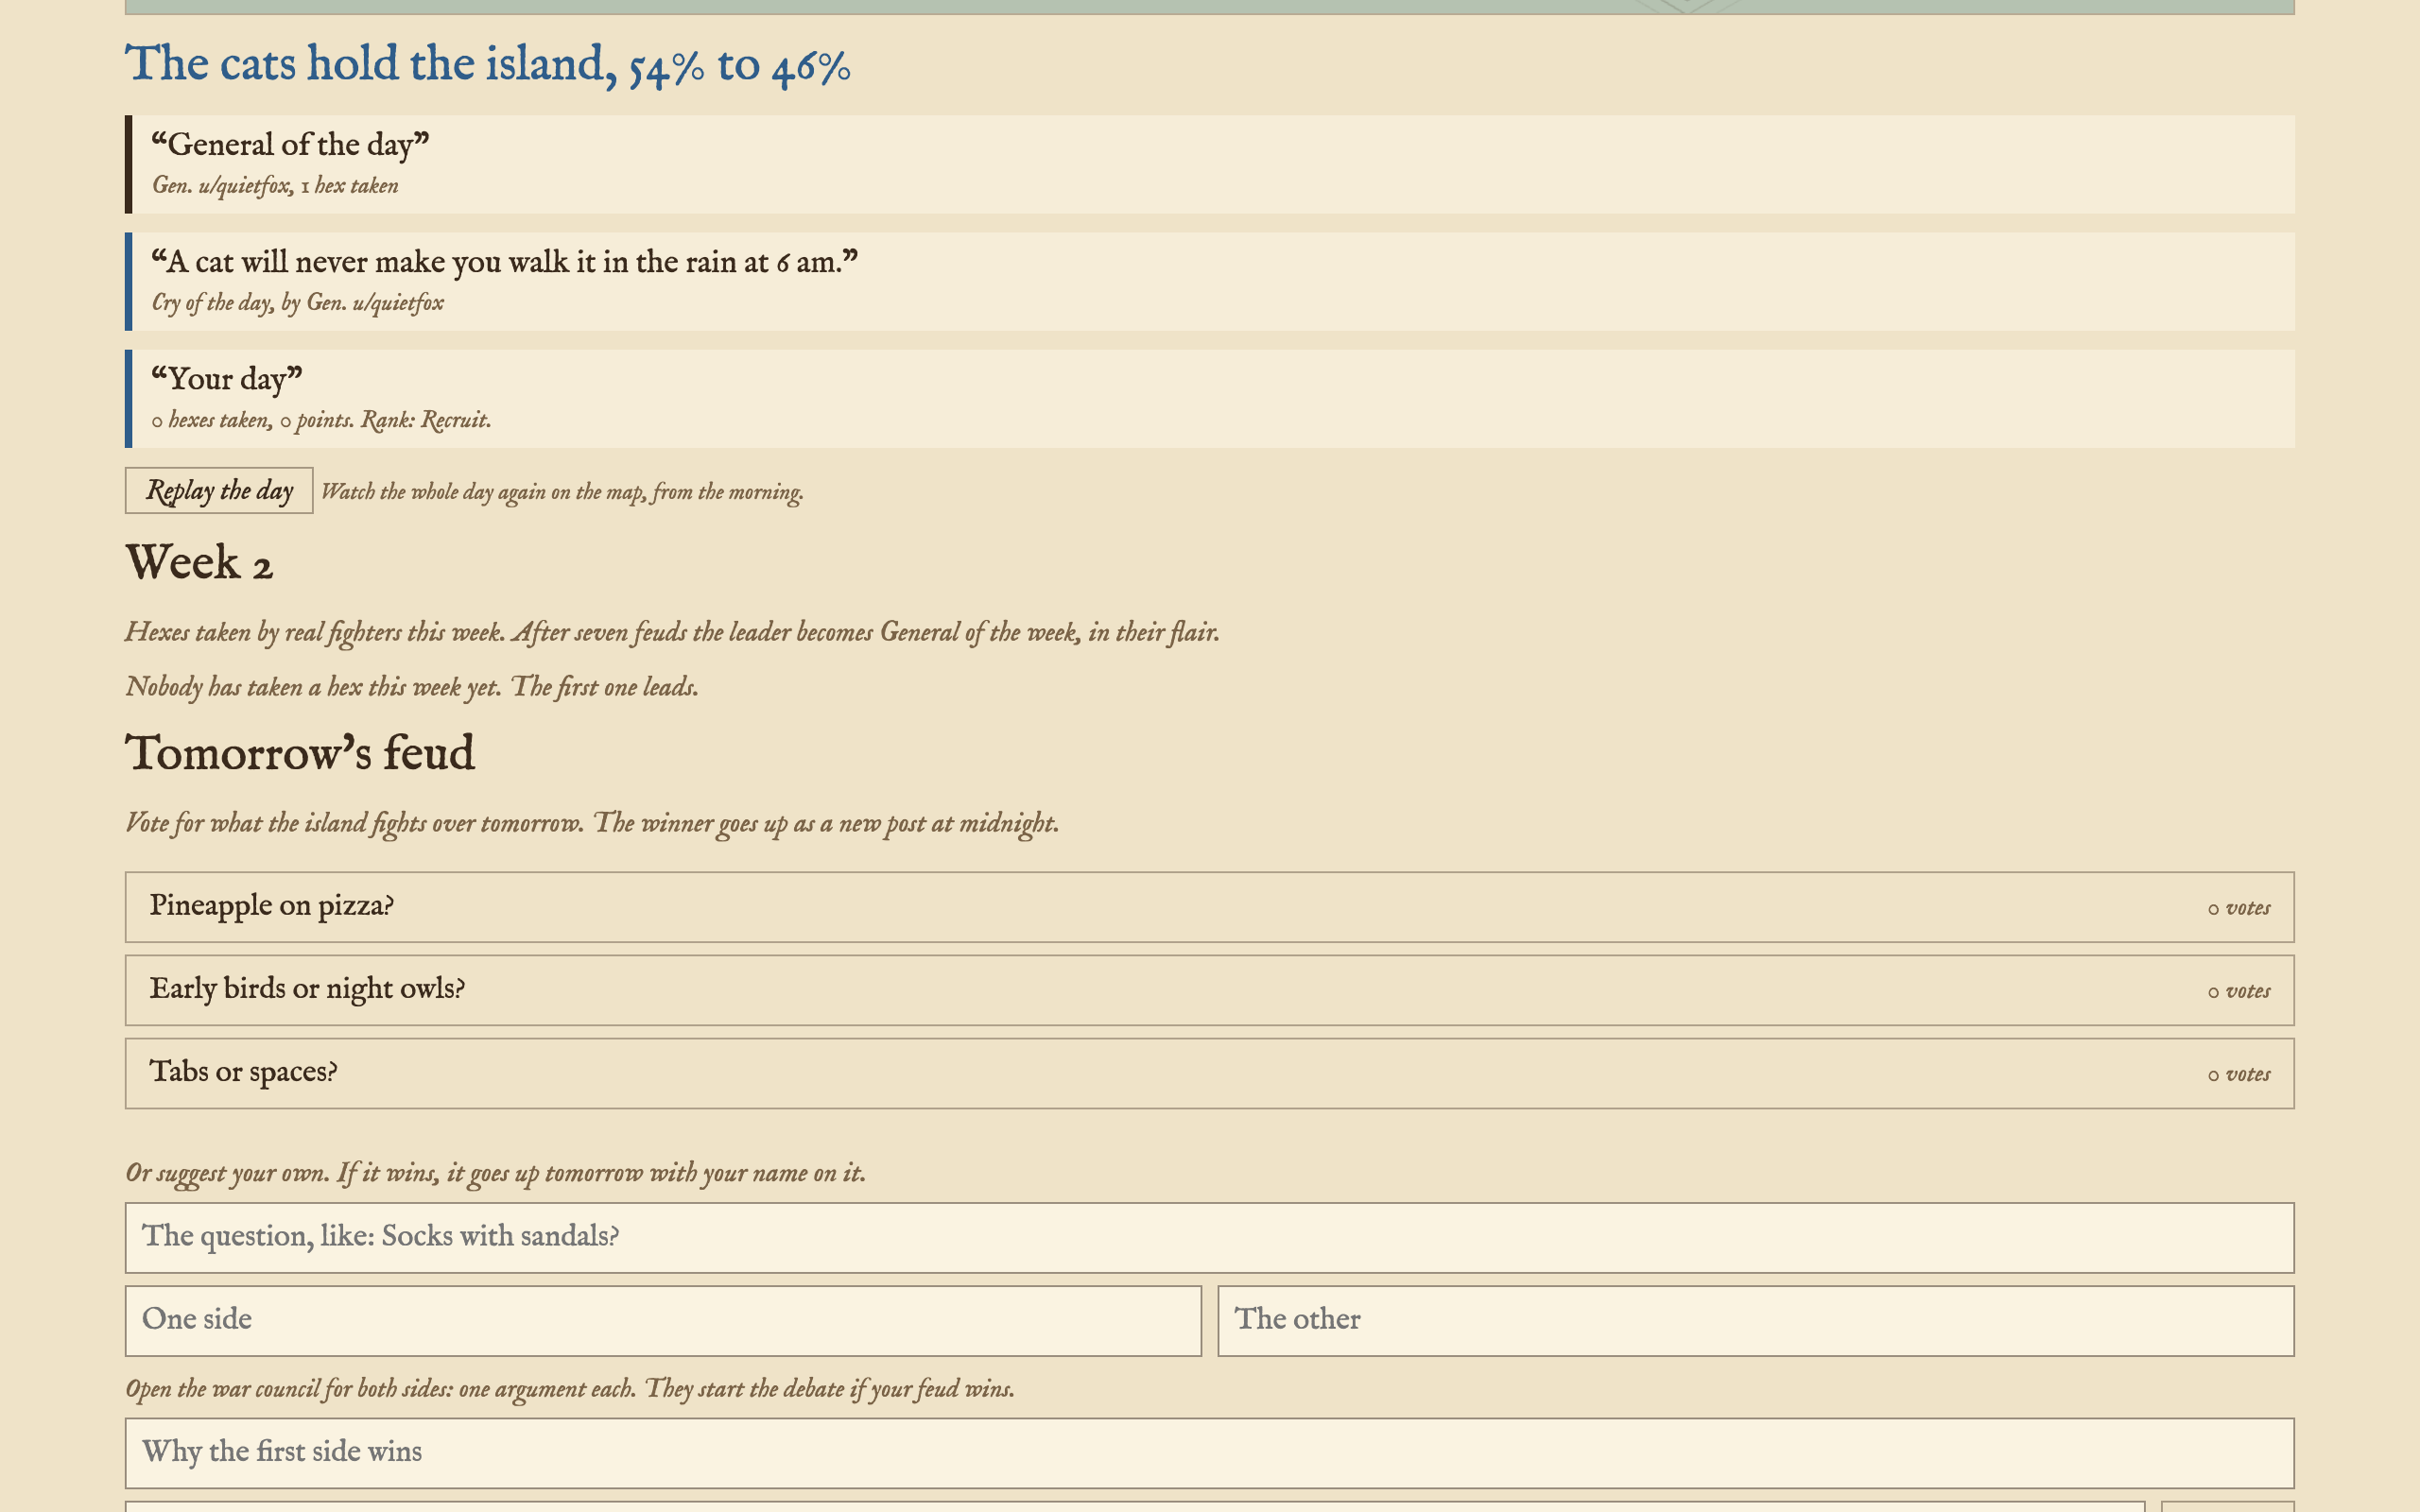 The cats hold the island, 54% to 46%
“General of the day”
Gen. u/quietfox, 1 hex taken
“A cat will never make you walk it in the rain at 6 am.”
Cry of the day, by Gen. u/quietfox
“Your day”
0 hexes taken, 0 points. Rank: Recruit.
Replay the day Watch the whole day again on the map, from the morning.
Week 2
Hexes taken by real fighters this week. After seven feuds the leader becomes General of the week, in their flair.
Nobody has taken a hex this week yet. The first one leads.
Tomorrow’s feud
Vote for what the island fights over tomorrow. The winner goes up as a new post at midnight.
Pineapple on pizza? 0 votes
Early birds or night owls? 0 votes
Tabs or spaces? 0 votes
Or suggest your own. If it wins, it goes up tomorrow with your name on it.
The question, like: Socks with sandals?
One side The other
Open the war council for both sides: one argument each. They start the debate if your feud wins.
Why the first side wins